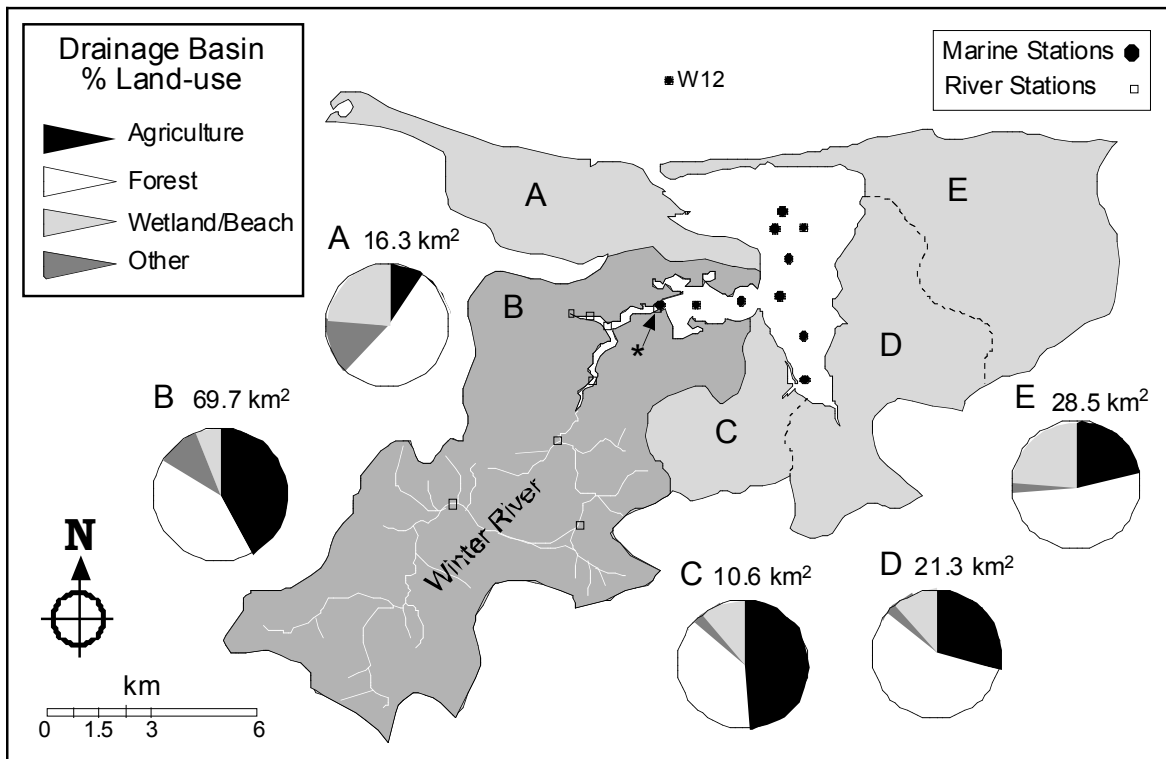 Drainage Basin
% Land-use
Agriculture
Forest
Wetland/Beach
Other
Marine Stations
River Stations
W12
A
E
A 16.3 km²
B
D
*
B 69.7 km²
C
E 28.5 km²
Winter River
N
C 10.6 km²
D 21.3 km²
km
0 1.5 3 6